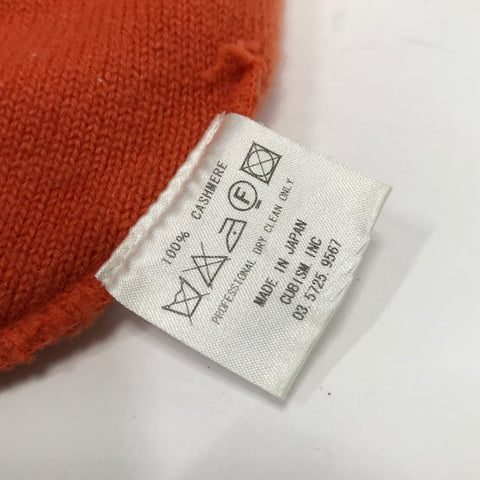 100% CASHMERE
F
PROFESSIONAL DRY CLEAN ONLY
MADE IN JAPAN
CUBISM INC
03 5725 9567